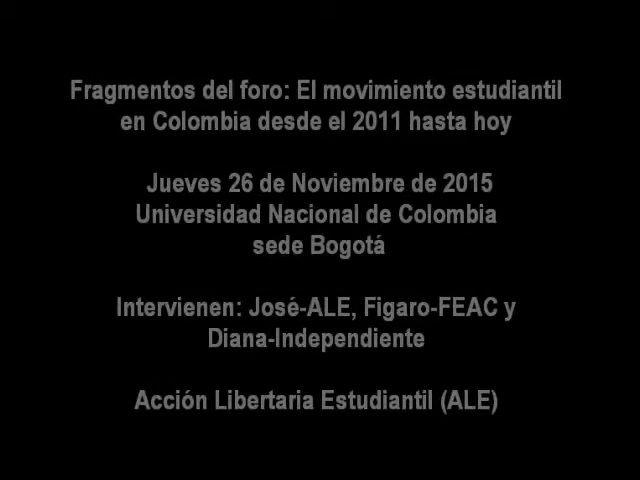 Fragmentos del foro: El movimiento estudiantil
en Colombia desde el 2011 hasta hoy
Jueves 26 de Noviembre de 2015
Universidad Nacional de Colombia
sede Bogotá
Intervienen: José-ALE, Figaro-FEAC y
Diana-Independiente
Acción Libertaria Estudiantil (ALE)